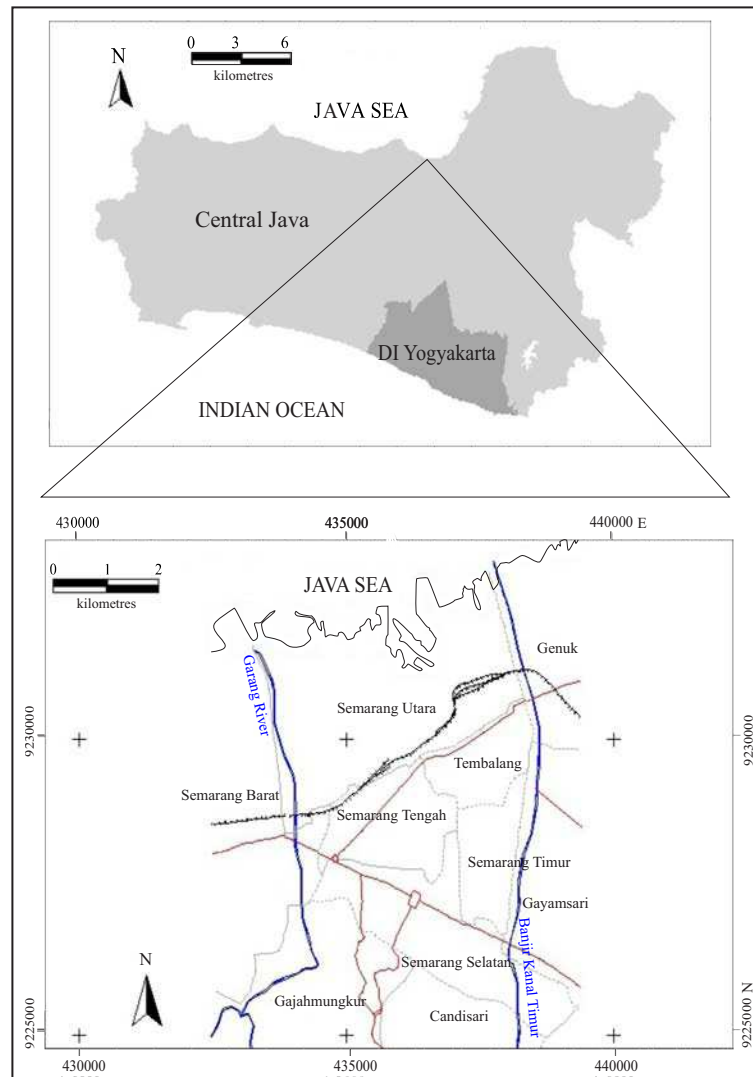 0 3 6
kilometres
N
JAVA SEA
Central Java
DI Yogyakarta
INDIAN OCEAN
430000 435000 440000 E
0 1 2
kilometres
JAVA SEA
Genuk
Garang River
Semarang Utara
9230000
9230000
Tembalang
Semarang Barat
Semarang Tengah
Semarang Timur
Gayamsari
Banjir Kanal Timur
N
Semarang Selatan
Gajahmungkur
Candisari
9225000
9225000 N
430000 435000 440000